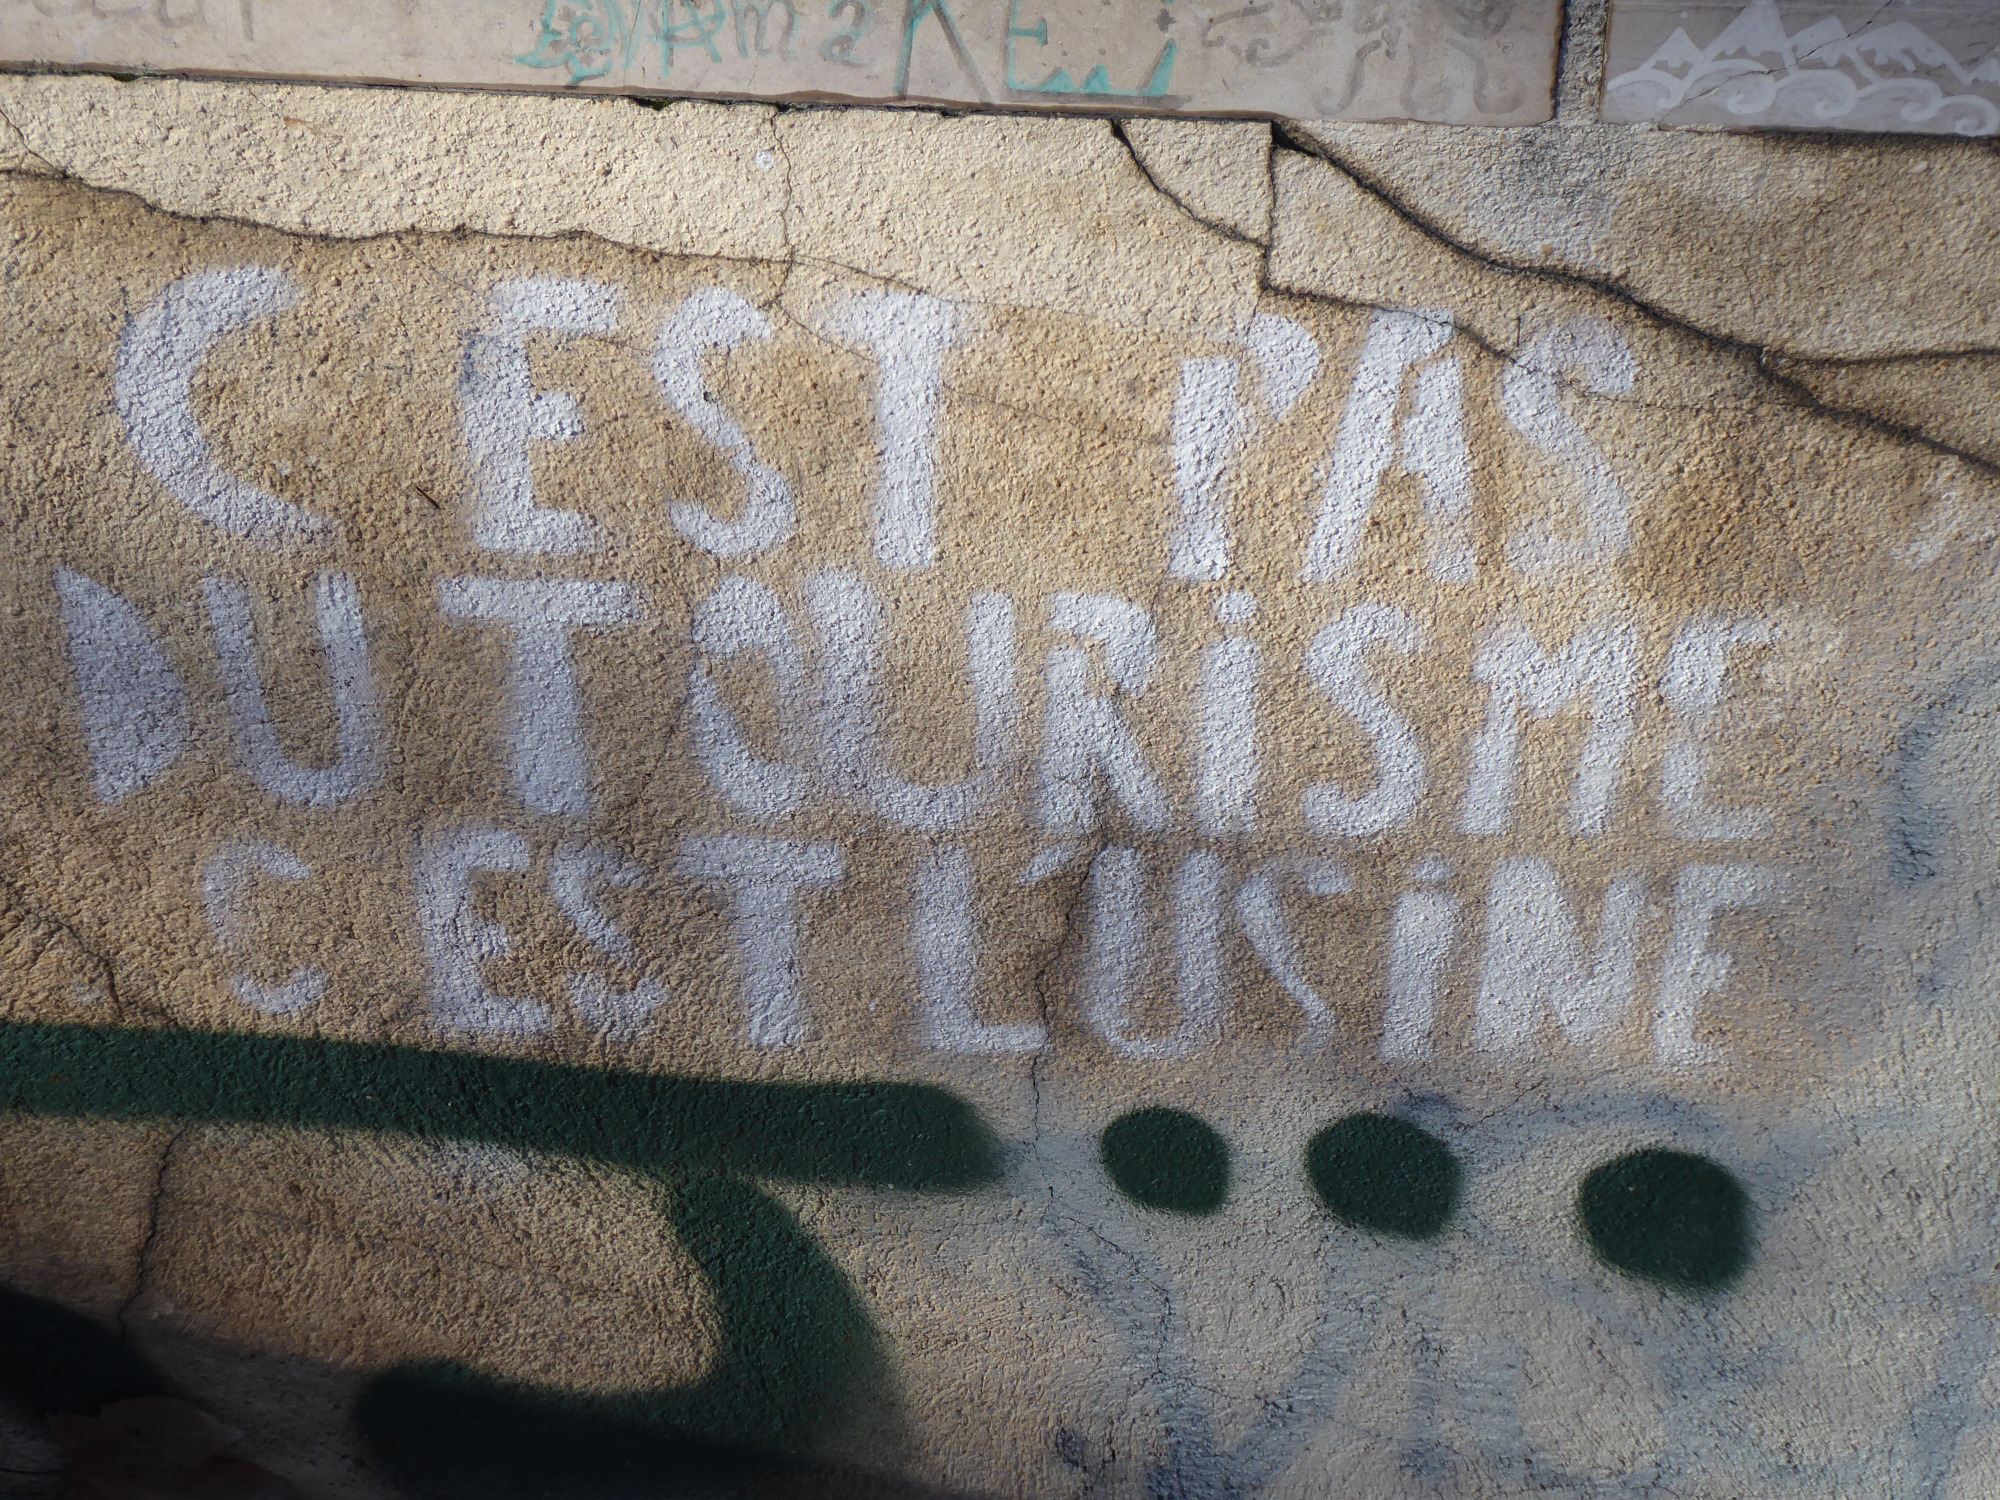 C EST PAS
DU TOURiSME
C EST L'USiNE